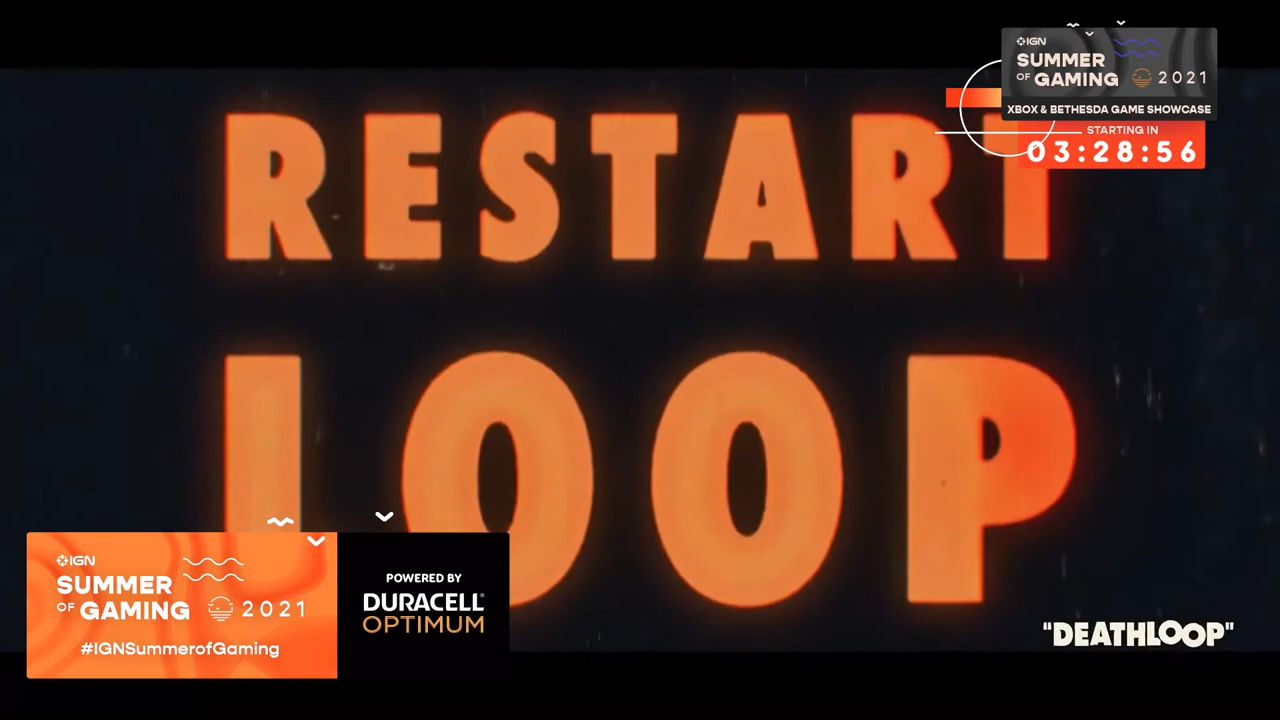 IGN
SUMMER
OF GAMING 2021
XBOX & BETHESDA GAME SHOWCASE
STARTING IN
03:28:56
RESTART
LOOP
IGN
SUMMER
OF GAMING 2021
#IGNSummerofGaming
POWERED BY
DURACELL
OPTIMUM
"DEATHLOOP"